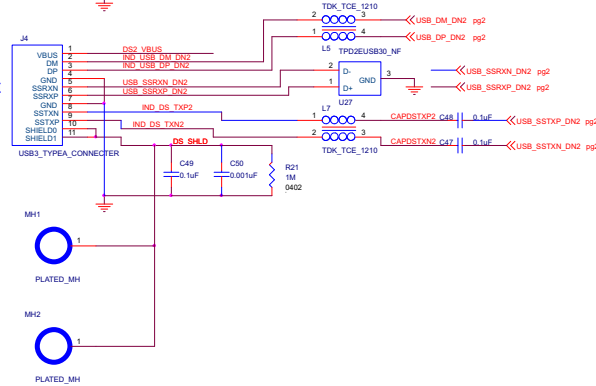 TDK_TCE_1210
2 3
USB_DM_DN2 pg2
1 4
USB_DP_DN2 pg2
L5
TPD2EUSB30_NF
J4
VBUS 1 DS2_VBUS
DM 2 IND_USB_DM_DN2
DP 3 IND_USB_DP_DN2
GND 4
SSRXN 5 USB_SSRXN_DN2
SSRXP 6 USB_SSRXP_DN2
GND 7
SSTXN 8 IND_DS_TXP2
SSTXP 9 IND_DS_TXN2
SHIELD0 10
SHIELD1 11
USB3_TYPEA_CONNECTER
2 D-
GND 3
1 D+
U27
USB_SSRXN_DN2 pg2
USB_SSRXP_DN2 pg2
L7
1 4 CAPDSTXP2 C48 0.1uF USB_SSTXP_DN2 pg2
2 3 CAPDSTXN2 C47 0.1uF USB_SSTXN_DN2 pg2
TDK_TCE_1210
DS_SHLD
C49
0.1uF
C50
0.001uF
R21
1M
0402
MH1
1
PLATED_MH
MH2
1
PLATED_MH